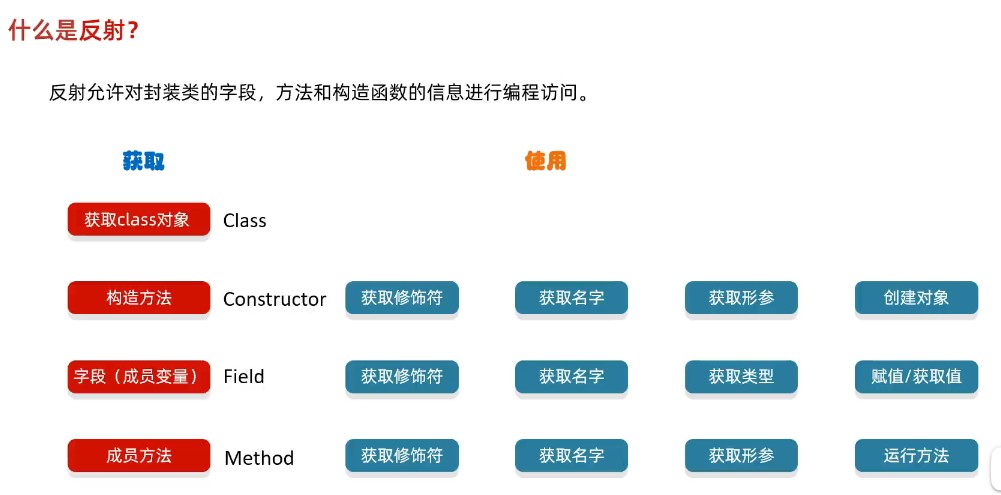 什么是反射？
反射允许对封装类的字段，方法和构造函数的信息进行编程访问。
获取 使用
获取class对象 Class
构造方法 Constructor 获取修饰符 获取名字 获取形参 创建对象
字段（成员变量） Field 获取修饰符 获取名字 获取类型 赋值/获取值
成员方法 Method 获取修饰符 获取名字 获取形参 运行方法